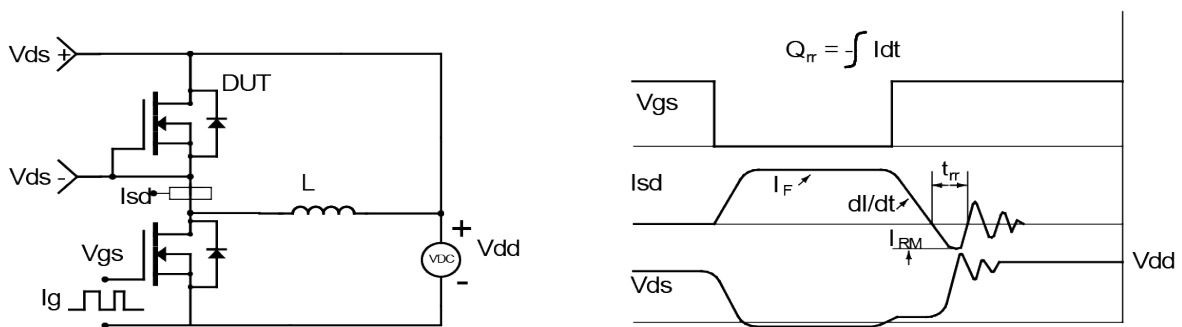 Vds +
DUT
Vds -
Isd
L
Vgs
Ig
VDC
+
-
Vdd
Qrr = - ∫ Idt
Vgs
Isd
IF
dI/dt
trr
IRM
Vds
Vdd